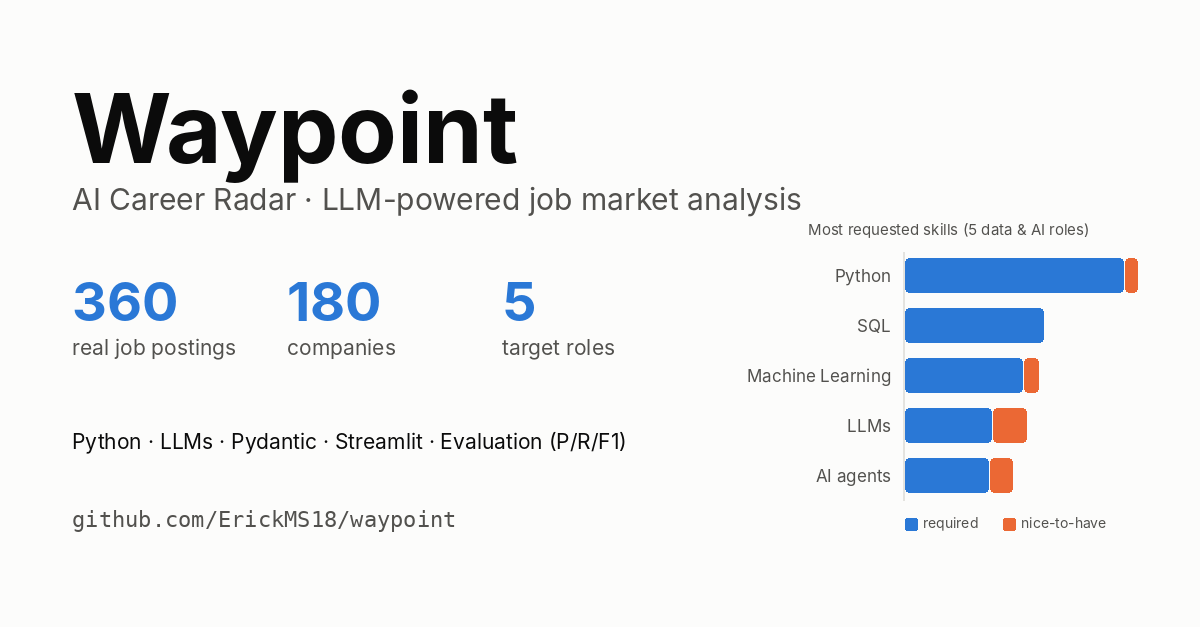 Waypoint
AI Career Radar · LLM-powered job market analysis
360
real job postings
180
companies
5
target roles
Python · LLMs · Pydantic · Streamlit · Evaluation (P/R/F1)
github.com/ErickMS18/waypoint
Most requested skills (5 data & AI roles)
Python
SQL
Machine Learning
LLMs
AI agents
required
nice-to-have